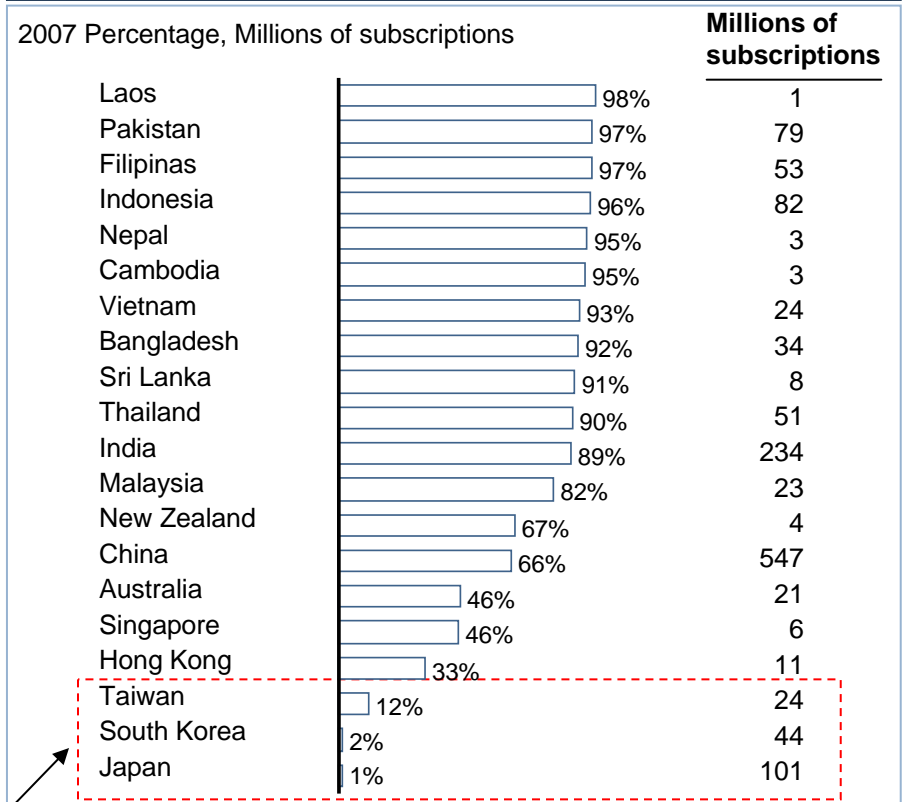 2007 Percentage, Millions of subscriptions
Millions of
subscriptions
Laos 98% 1
Pakistan 97% 79
Filipinas 97% 53
Indonesia 96% 82
Nepal 95% 3
Cambodia 95% 3
Vietnam 93% 24
Bangladesh 92% 34
Sri Lanka 91% 8
Thailand 90% 51
India 89% 234
Malaysia 82% 23
New Zealand 67% 4
China 66% 547
Australia 46% 21
Singapore 46% 6
Hong Kong 33% 11
Taiwan 12% 24
South Korea 2% 44
Japan 1% 101